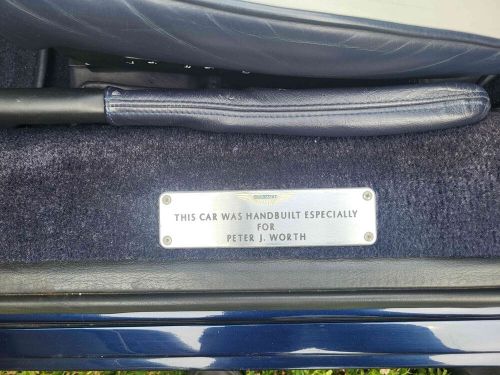 THIS CAR WAS HANDBUILT ESPECIALLY
FOR
PETER J. WORTH